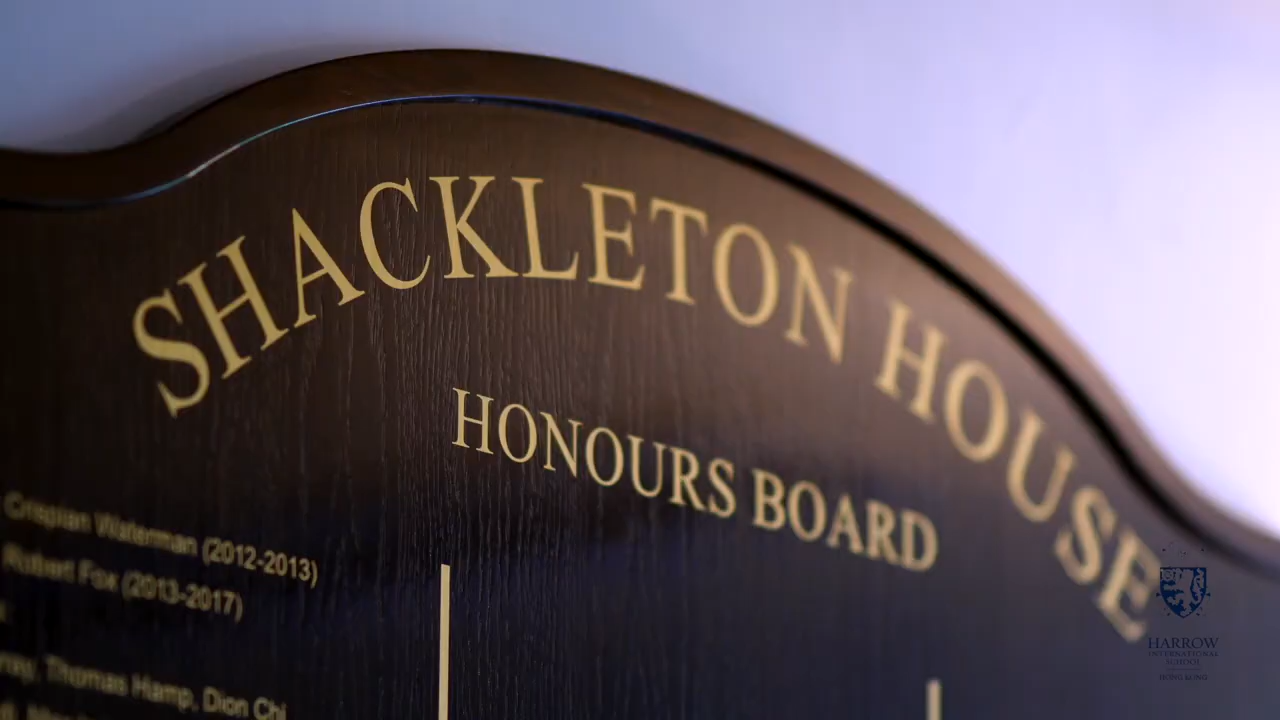 SHACKLETON HOUSE
HONOURS BOARD
Crispian Waterman (2012-2013)
Robert Fox (2013-2017)
Thomas Hamp, Dion Chi
HARROW
INTERNATIONAL
SCHOOL
HONG KONG